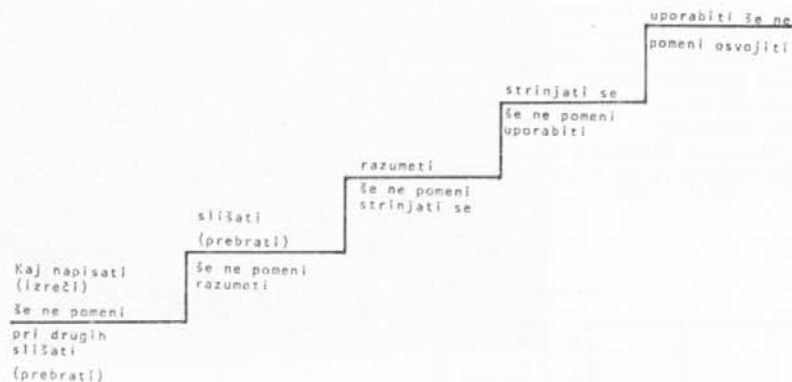 Kaj napisati
(izreči)
še ne pomeni
pri drugih
slišati
(prebrati)
slišati
(prebrati)
še ne pomeni
razumeti
razumeti
še ne pomeni
strinjati se
strinjati se
še ne pomeni
uporabiti
uporabiti še ne
pomeni osvojiti